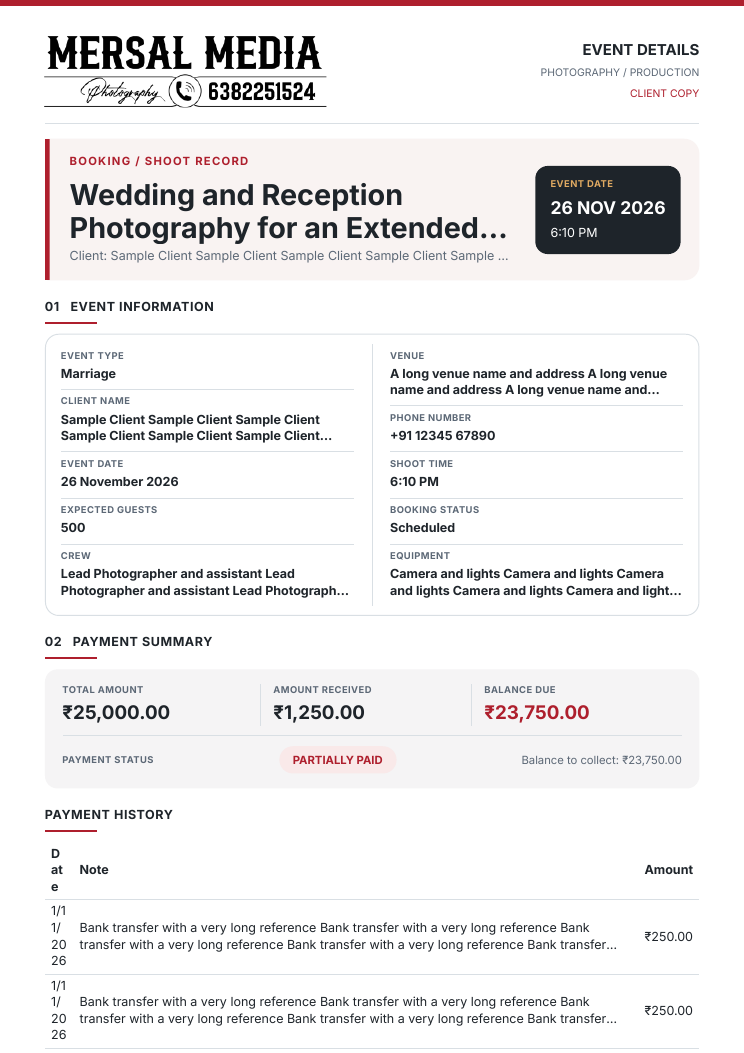 MERSAL MEDIA
Photography 6382251524
EVENT DETAILS
PHOTOGRAPHY / PRODUCTION
CLIENT COPY
BOOKING / SHOOT RECORD
Wedding and Reception
Photography for an Extended...
Client: Sample Client Sample Client Sample Client Sample Client Sample ...
EVENT DATE
26 NOV 2026
6:10 PM
01 EVENT INFORMATION
EVENT TYPE
Marriage
CLIENT NAME
Sample Client Sample Client Sample Client
Sample Client Sample Client Sample Client...
EVENT DATE
26 November 2026
EXPECTED GUESTS
500
CREW
Lead Photographer and assistant Lead
Photographer and assistant Lead Photograph...
VENUE
A long venue name and address A long venue
name and address A long venue name and...
PHONE NUMBER
+91 12345 67890
SHOOT TIME
6:10 PM
BOOKING STATUS
Scheduled
EQUIPMENT
Camera and lights Camera and lights Camera
and lights Camera and lights Camera and light...
02 PAYMENT SUMMARY
TOTAL AMOUNT
₹25,000.00
AMOUNT RECEIVED
₹1,250.00
BALANCE DUE
₹23,750.00
PAYMENT STATUS
PARTIALLY PAID
Balance to collect: ₹23,750.00
PAYMENT HISTORY
D
at
e
Note
Amount
1/1
1/
20
26
Bank transfer with a very long reference Bank transfer with a very long reference Bank
transfer with a very long reference Bank transfer with a very long reference Bank transfer...
₹250.00
1/1
1/
20
26
Bank transfer with a very long reference Bank transfer with a very long reference Bank
transfer with a very long reference Bank transfer with a very long reference Bank transfer...
₹250.00